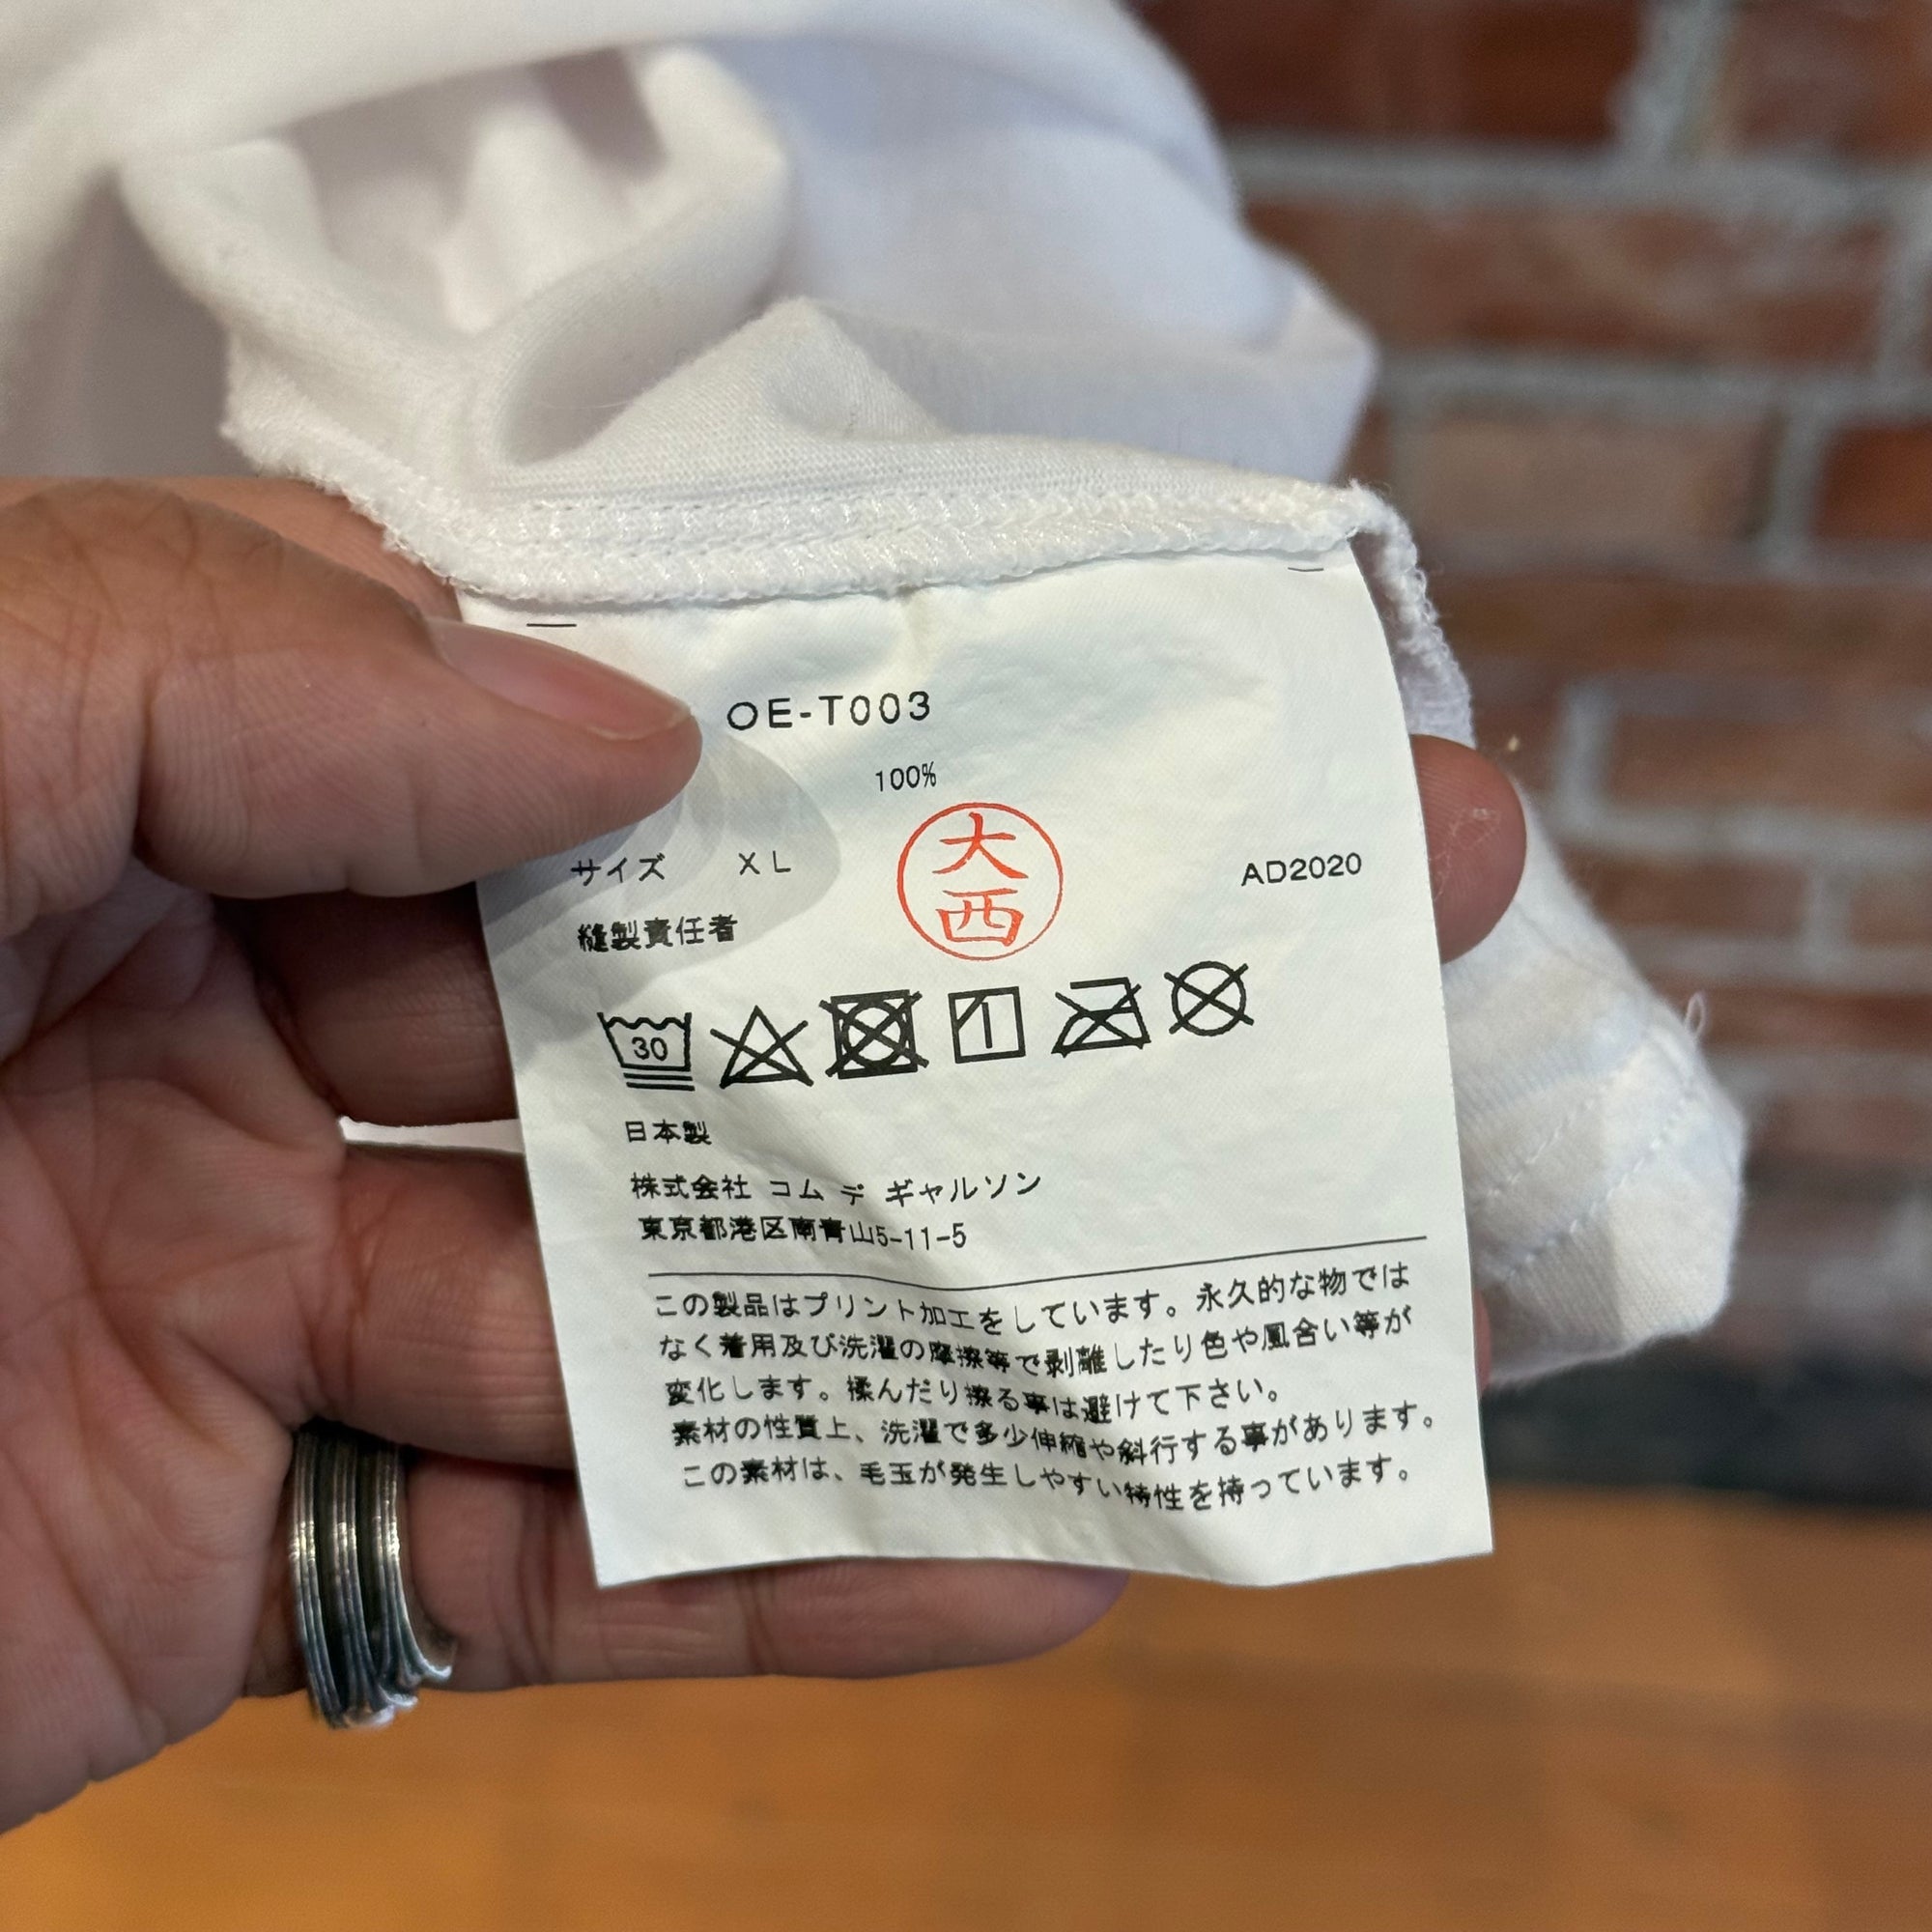 OE-T003
100%
サイズ XL 大西 AD2020
縫製責任者
30
日本製
株式会社 コム デ ギャルソン
東京都港区南青山5-11-5
この製品はプリント加工をしています。永久的な物では
なく着用及び洗濯の摩擦等で剥離したり色や風合い等が
変化します。揉んだり擦る事は避けて下さい。
素材の性質上、洗濯で多少伸縮や斜行する事があります。
この素材は、毛玉が発生しやすい特性を持っています。